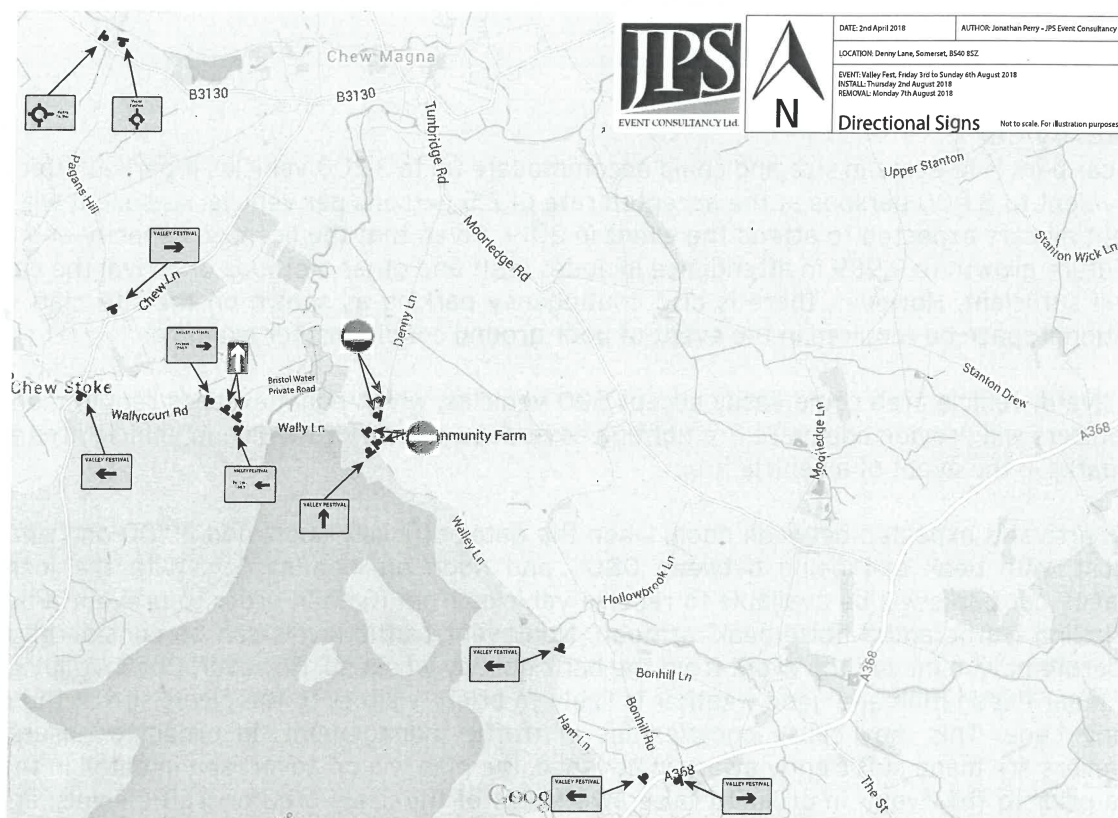 JPS
EVENT CONSULTANCY Ltd.
N
DATE: 2nd April 2018
AUTHOR: Jonathan Perry - JPS Event Consultancy
LOCATION: Denny Lane, Somerset, BS40 8SZ
EVENT: Valley Fest, Friday 3rd to Sunday 6th August 2018
INSTALL: Thursday 2nd August 2018
REMOVAL: Monday 7th August 2018
Directional Signs
Not to scale. For illustration purposes
Chew Magna
B3130
B3130
Tunbridge Rd
Pagans Hill
Upper Stanton
Moorledge Rd
Stanton Wick Ln
VALLEY FESTIVAL
Chew Ln
Denny Ln
VALLEY FESTIVAL
Bristol Water
Private Road
Stanton Drew
Chew Stoke
Wallycourt Rd
Wally Ln
Community Farm
Moorledge Ln
A368
VALLEY FESTIVAL
VALLEY FESTIVAL
VALLEY FESTIVAL
Walley Ln
Hollowbrook Ln
VALLEY FESTIVAL
Bonhill Ln
A368
Ham Ln
Bonhill Rd
A368
The St
Goog
VALLEY FESTIVAL
VALLEY FESTIVAL